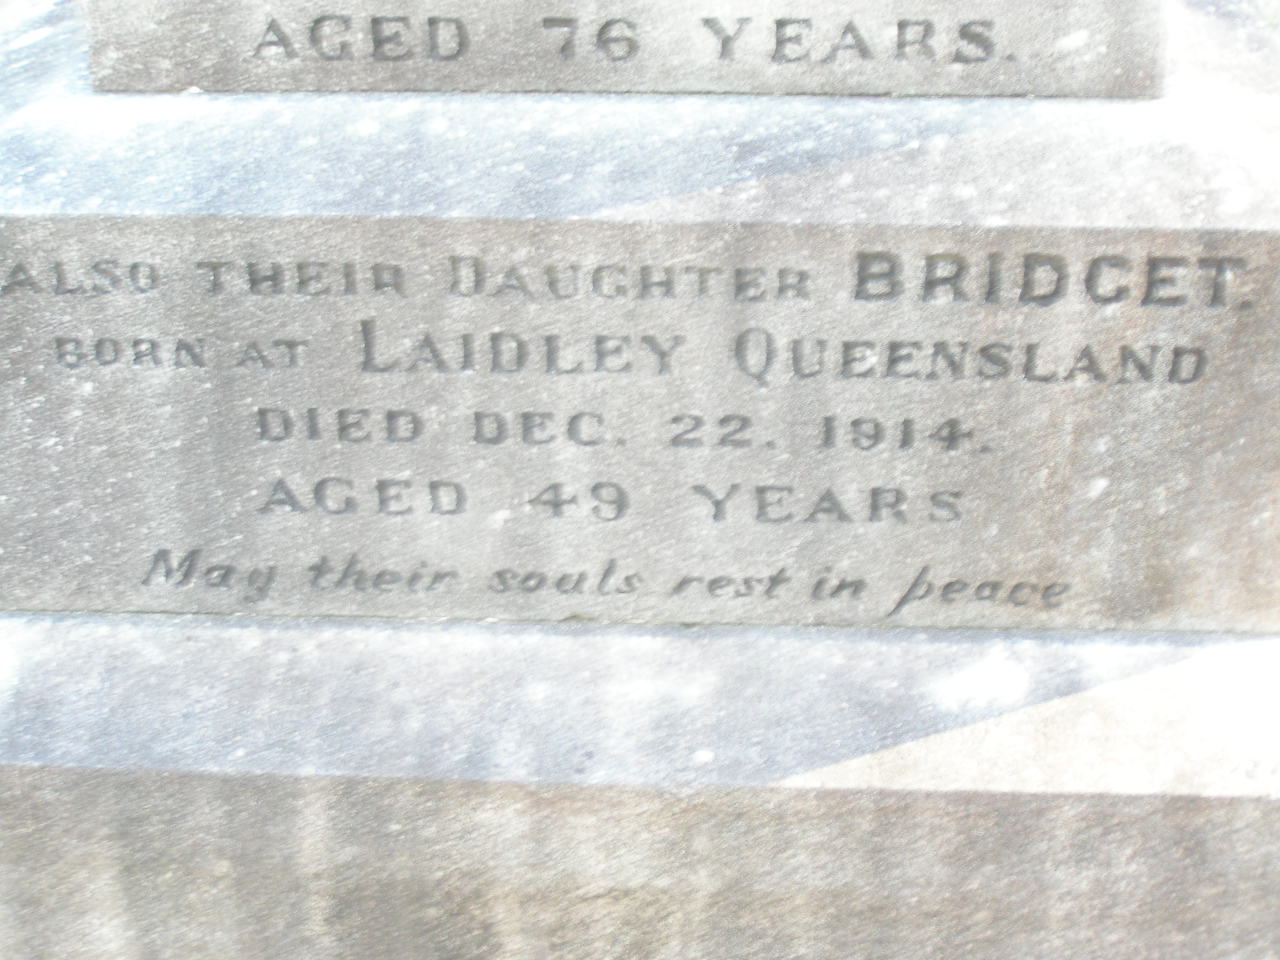 AGED 76 YEARS.
ALSO THEIR DAUGHTER BRIDGET.
BORN AT LAIDLEY QUEENSLAND
DIED DEC. 22. 1914.
AGED 49 YEARS
May their souls rest in peace